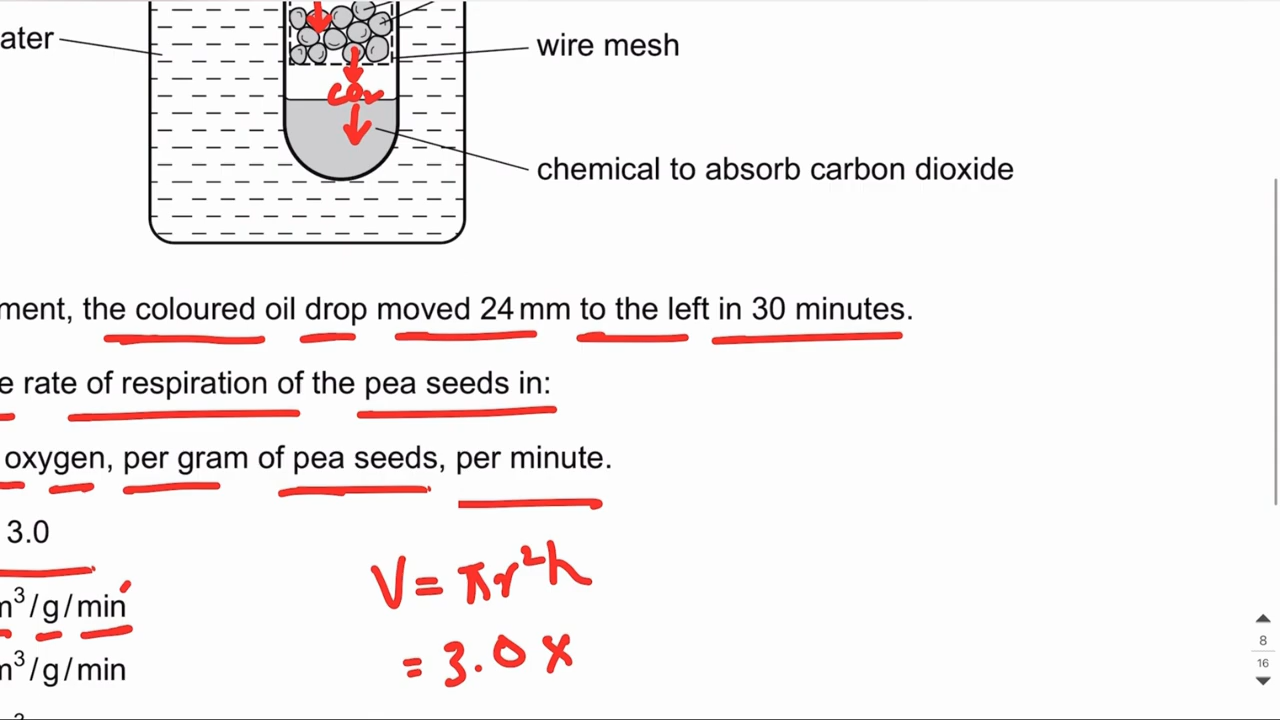 ater
wire mesh
CO₂
chemical to absorb carbon dioxide
ment, the coloured oil drop moved 24 mm to the left in 30 minutes.
e rate of respiration of the pea seeds in:
oxygen, per gram of pea seeds, per minute.
3.0
m³ / g / min
m³ / g / min
V = πr²h
= 3.0 x
8
16